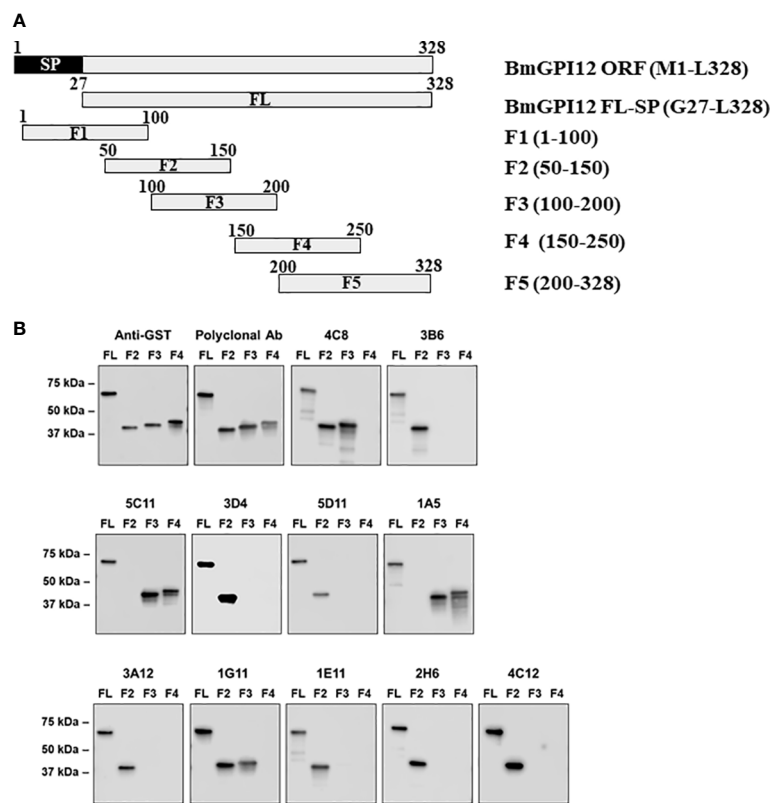 A
1 328
SP BmGPI12 ORF (M1-L328)
27 328
FL BmGPI12 FL-SP (G27-L328)
1 100
F1 F1 (1-100)
50 150
F2 F2 (50-150)
100 200
F3 F3 (100-200)
150 250
F4 F4 (150-250)
200 328
F5 F5 (200-328)
B
Anti-GST Polyclonal Ab 4C8 3B6
FL F2 F3 F4 FL F2 F3 F4 FL F2 F3 F4 FL F2 F3 F4
75 kDa –
50 kDa –
37 kDa –
5C11 3D4 5D11 1A5
FL F2 F3 F4 FL F2 F3 F4 FL F2 F3 F4 FL F2 F3 F4
75 kDa –
50 kDa –
37 kDa –
3A12 1G11 1E11 2H6 4C12
FL F2 F3 F4 FL F2 F3 F4 FL F2 F3 F4 FL F2 F3 F4 FL F2 F3 F4
75 kDa –
50 kDa –
37 kDa –